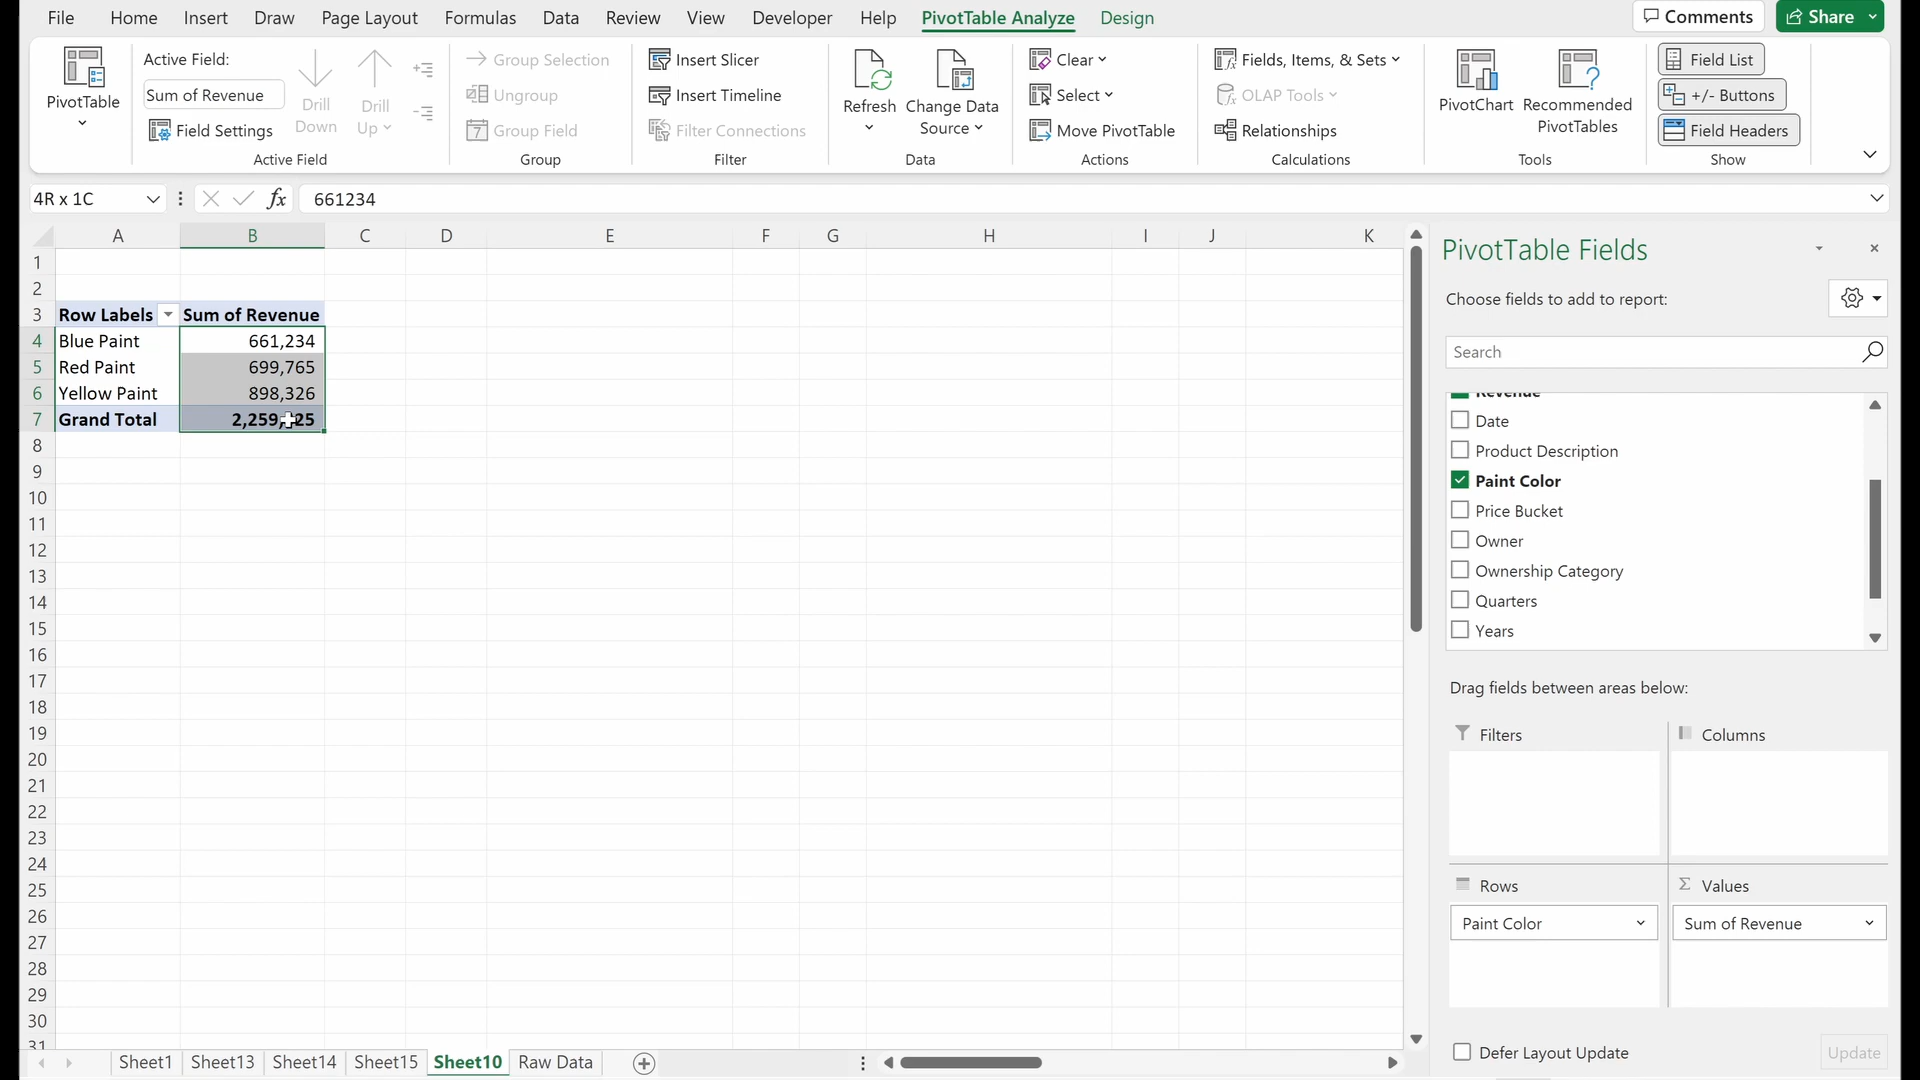 File Home Insert Draw Page Layout Formulas Data Review View Developer Help PivotTable Analyze Design Comments Share
PivotTable
Active Field:
Sum of Revenue
Field Settings
Drill Down
Drill Up
Active Field
Group Selection
Ungroup
7 Group Field
Group
Insert Slicer
Insert Timeline
Filter Connections
Filter
Refresh
Change Data Source
Data
Clear
Select
Move PivotTable
Actions
Fields, Items, & Sets
OLAP Tools
Relationships
Calculations
PivotChart
Recommended PivotTables
Tools
Field List
+/- Buttons
Field Headers
Show
4R x 1C fx 661234
A B C D E F G H I J K
1
2
3 Row Labels Sum of Revenue
4 Blue Paint 661,234
5 Red Paint 699,765
6 Yellow Paint 898,326
7 Grand Total
8
9
10
11
12
13
14
15
16
17
18
19
20
21
22
23
24
25
26
27
28
29
30
31
PivotTable Fields
Choose fields to add to report:
Search
Revenue
Date
Product Description
Paint Color
Price Bucket
Owner
Ownership Category
Quarters
Years
Drag fields between areas below:
Filters
Columns
Rows
Σ Values
Paint Color
Sum of Revenue
Defer Layout Update Update
Sheet1 Sheet13 Sheet14 Sheet15 Sheet10 Raw Data